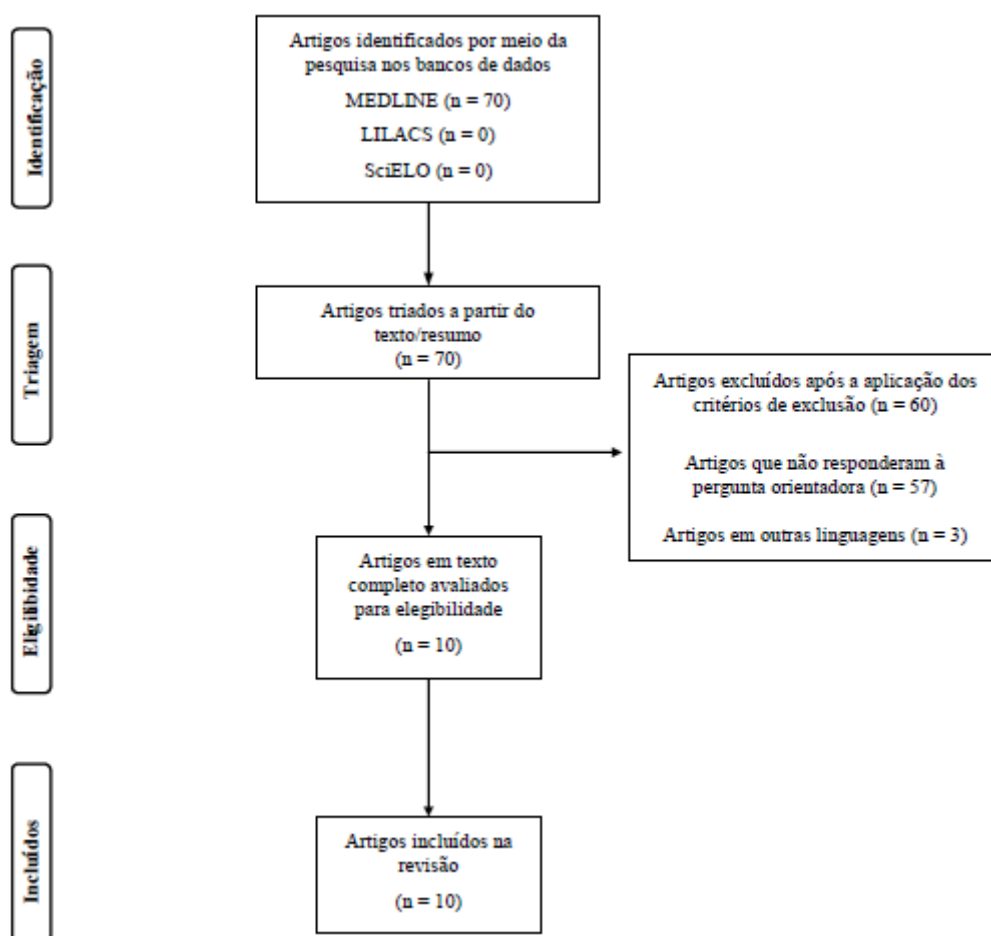 Identificação
Artigos identificados por meio da
pesquisa nos bancos de dados
MEDLINE (n = 70)
LILACS (n = 0)
SciELO (n = 0)
Triagem
Artigos triados a partir do
texto/resumo
(n = 70)
Artigos excluídos após a aplicação dos
critérios de exclusão (n = 60)
Artigos que não responderam à
pergunta orientadora (n = 57)
Artigos em outras linguagens (n = 3)
Eligilibidade
Artigos em texto
completo avaliados
para elegibilidade
(n = 10)
Incluídos
Artigos incluídos na
revisão
(n = 10)